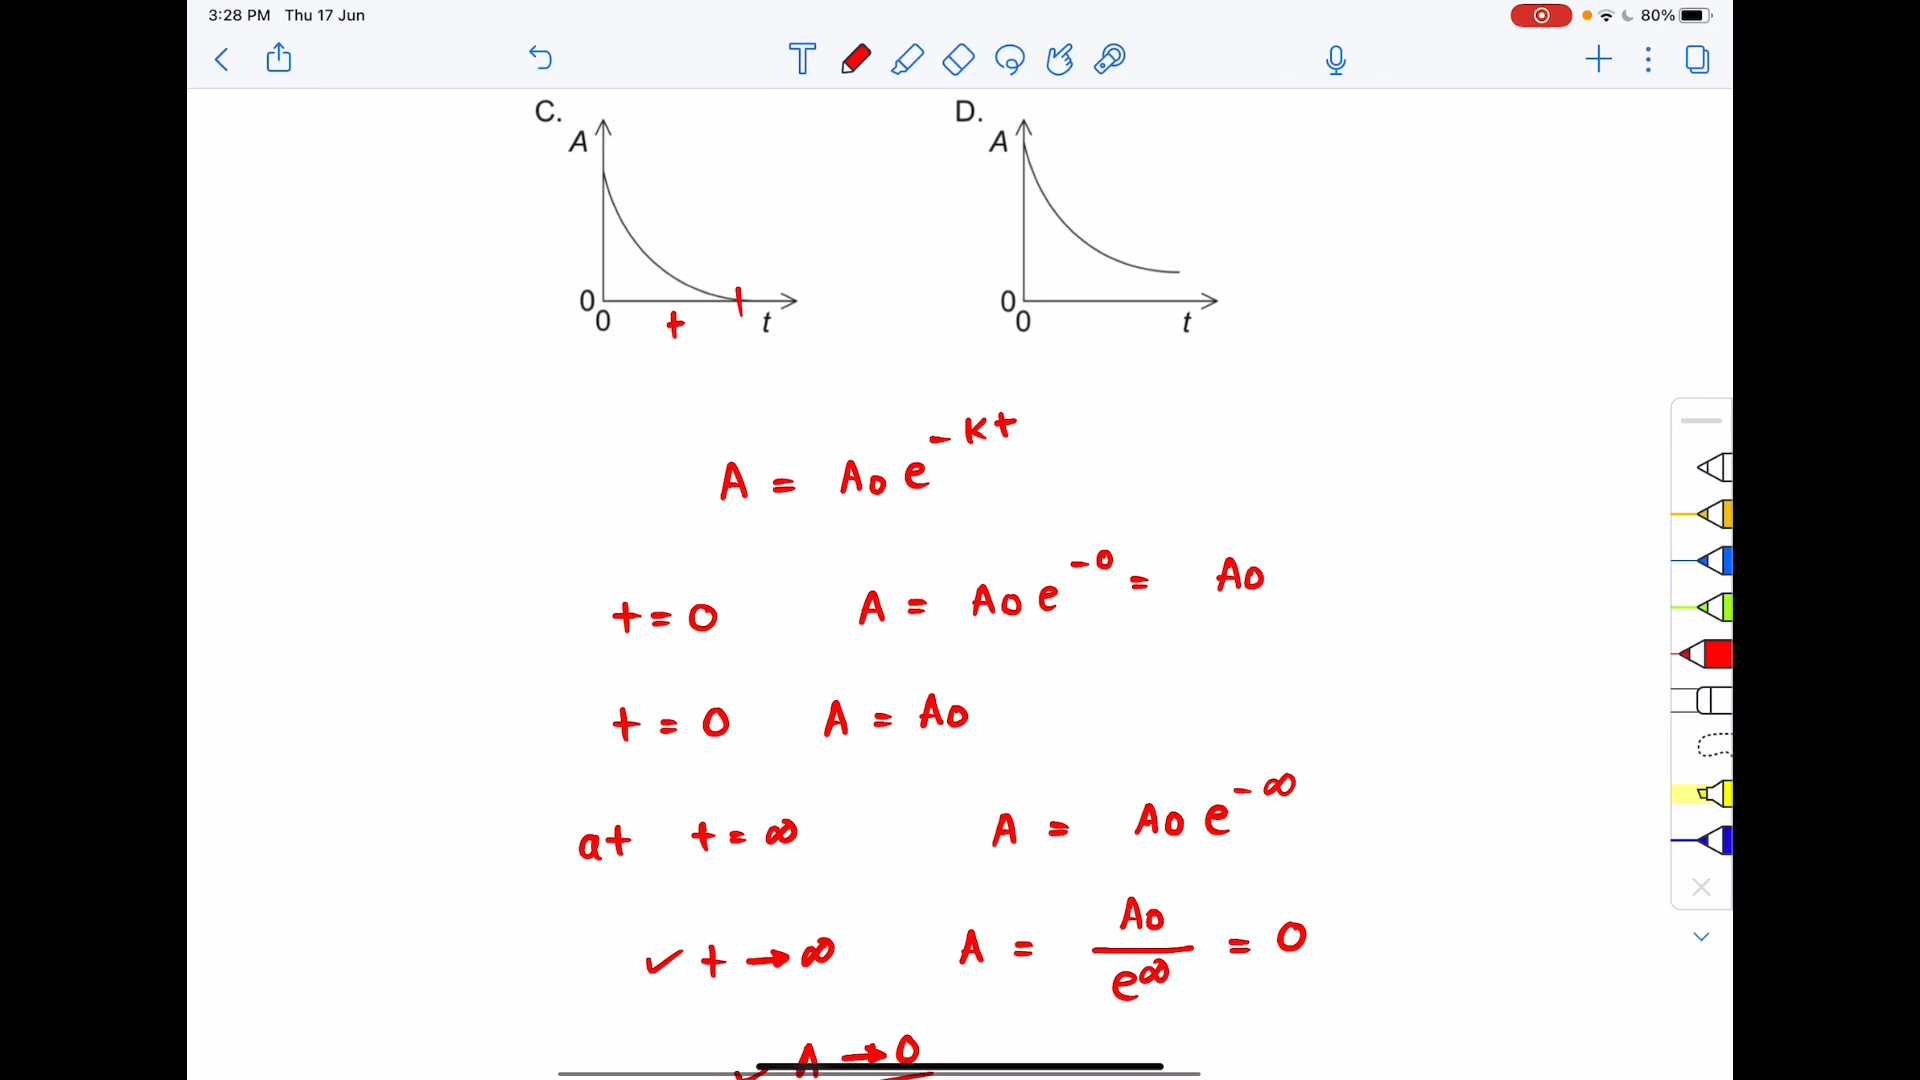 3:28 PM Thu 17 Jun 80%
T
C. D.
A A
0 0
0 t 0 t
t
A = A0 e^-kt
t = 0 A = A0 e^-0 = A0
t = 0 A = A0
at t = ∞ A = A0 e^-∞
✓ t → ∞ A = A0 / e^∞ = 0
✓ A → 0